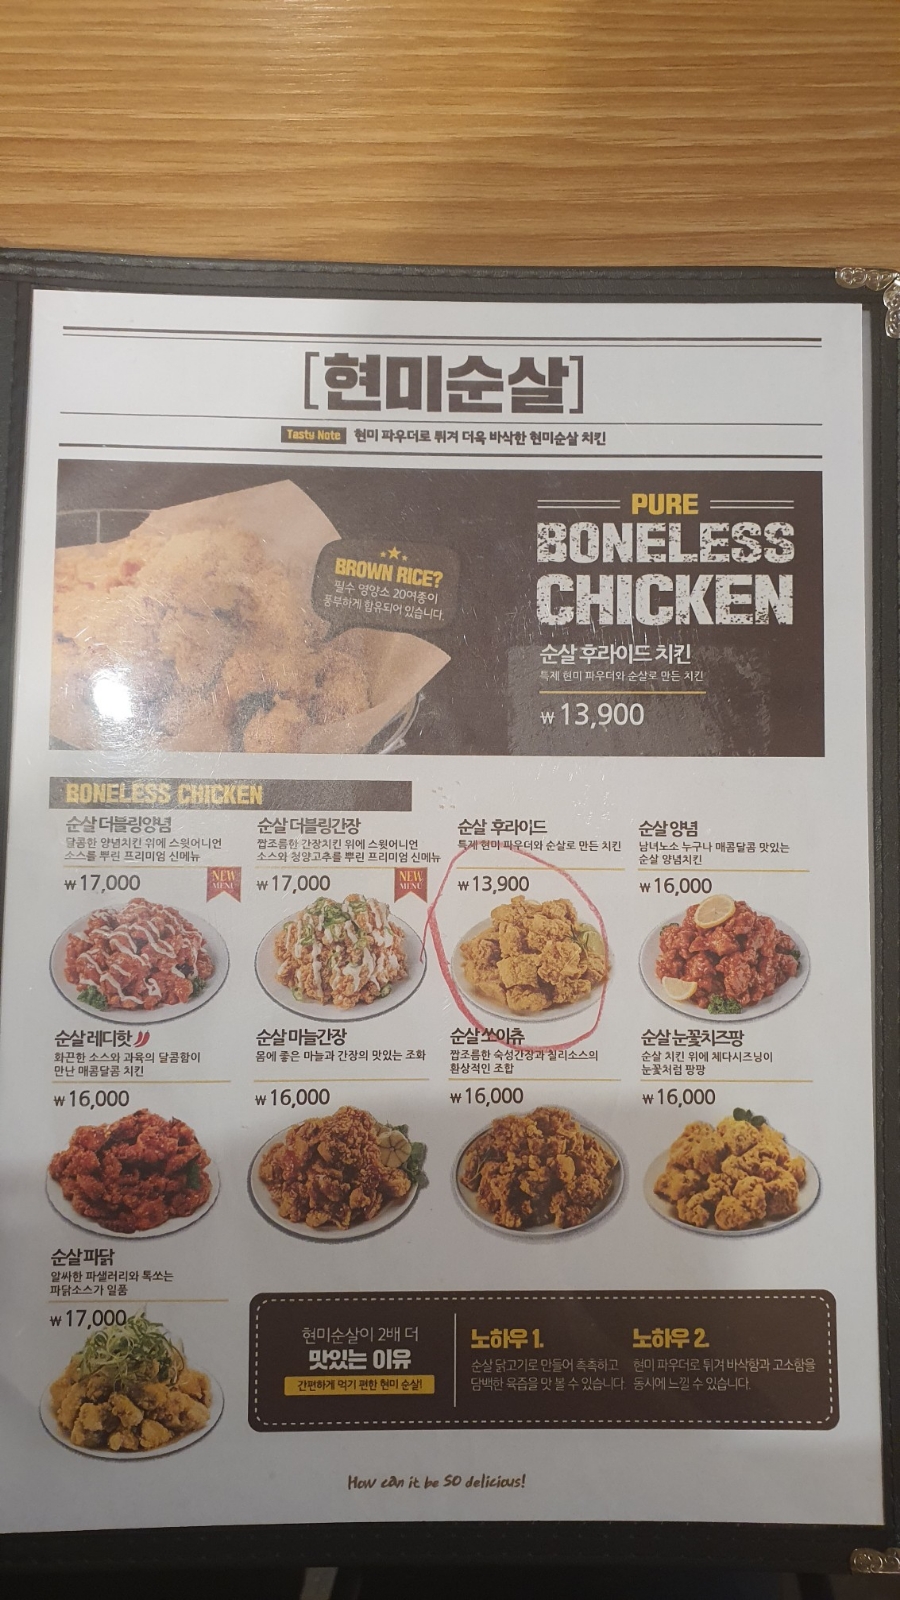 [현미순살]
Tasty Note 현미 파우더로 튀겨 더욱 바삭한 현미순살 치킨
PURE
BONELESS
CHICKEN
BROWN RICE?
필수 영양소 20여종이
풍부하게 함유되어 있습니다.
순살 후라이드 치킨
특제 현미 파우더와 순살로 만든 치킨
₩ 13,900
BONELESS CHICKEN
순살 더블링양념
달콤한 양념치킨 위에 스윗어니언
소스를 뿌린 프리미엄 신메뉴
₩ 17,000
NEW
MENU
순살 더블링간장
짭조름한 간장치킨 위에 스윗어니언
소스와 청양고추를 뿌린 프리미엄 신메뉴
₩ 17,000
NEW
MENU
순살 후라이드
특제 현미 파우더와 순살로 만든 치킨
₩ 13,900
순살 양념
남녀노소 누구나 매콤달콤 맛있는
순살 양념치킨
₩ 16,000
순살 레디핫
화끈한 소스와 과육의 달콤함이
만난 매콤달콤 치킨
₩ 16,000
순살 마늘간장
몸에 좋은 마늘과 간장의 맛있는 조화
₩ 16,000
순살 쏘이츄
짭조름한 숙성간장과 칠리소스의
환상적인 조합
₩ 16,000
순살 눈꽃치즈팡
순살 치킨 위에 체다시즈닝이
눈꽃처럼 팡팡
₩ 16,000
순살 파닭
알싸한 파샐러리와 톡쏘는
파닭소스가 일품
₩ 17,000
현미순살이 2배 더
맛있는 이유
간편하게 먹기 편한 현미 순살!
노하우 1.
순살 닭고기로 만들어 촉촉하고
담백한 육즙을 맛 볼 수 있습니다.
노하우 2.
현미 파우더로 튀겨 바삭함과 고소함을
동시에 느낄 수 있습니다.
How can it be SO delicious!